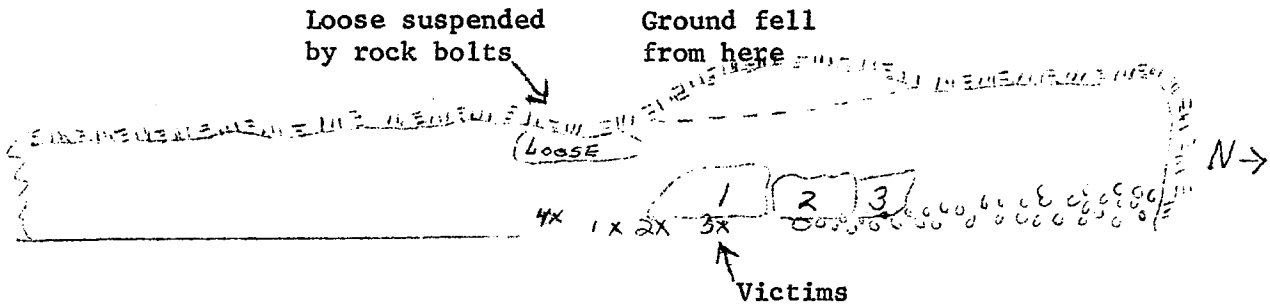 Loose suspended
by rock bolts
Ground fell
from here
LOOSE
N
1 2 3
4X 1X 2X 3X
Victims